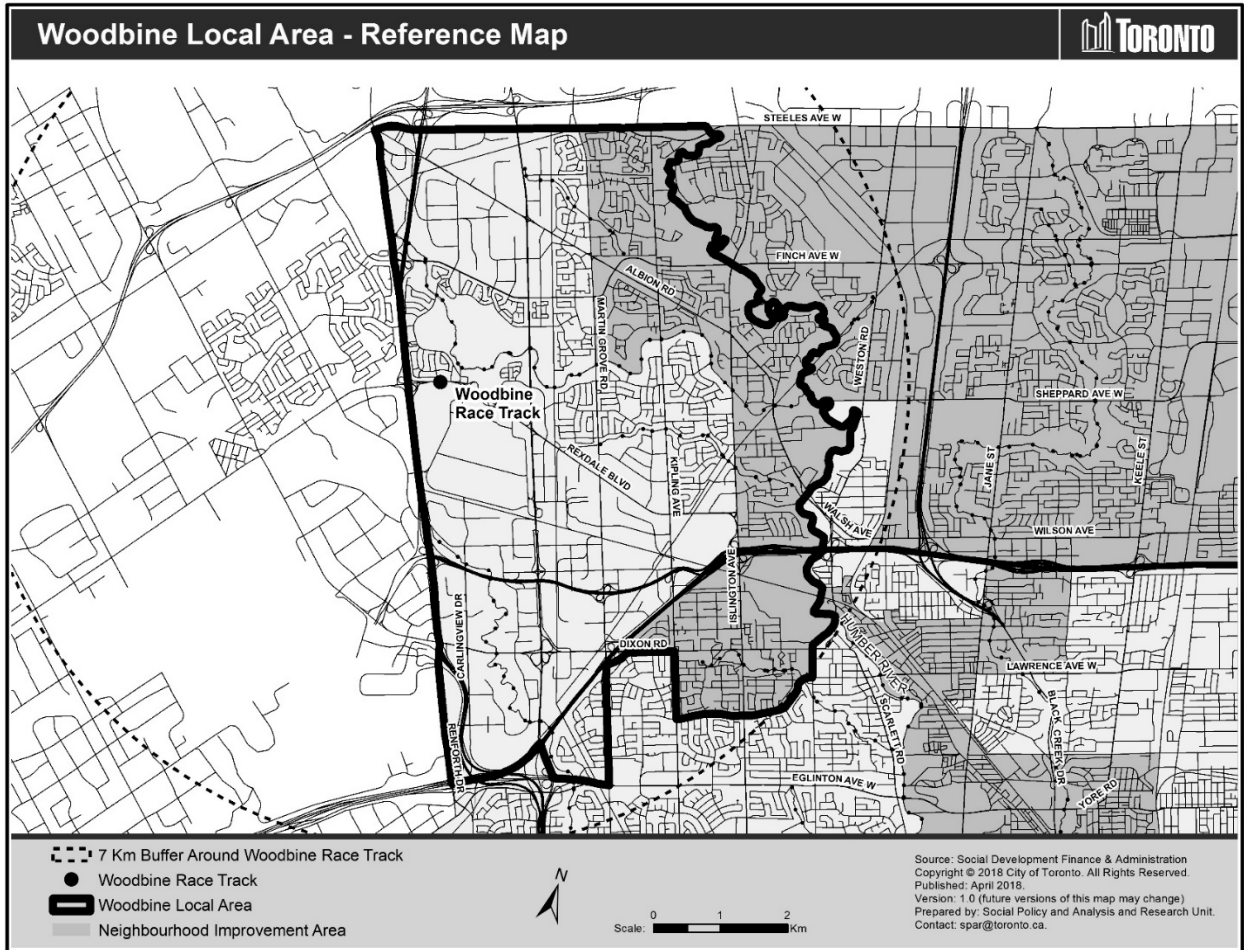 Woodbine Local Area - Reference Map
TORONTO
STEELES AVE W
FINCH AVE W
ALBION RD
MARTIN GROVE RD
WESTON RD
Woodbine
Race Track
SHEPPARD AVE W
JANE ST
KEELE ST
REXDALE BLVD
KIPLING AVE
WALSH AVE
WILSON AVE
ISLINGTON AVE
CARLINGVIEW DR
DIXON RD
HUMBER RIVER
LAWRENCE AVE W
SCARLETT RD
BLACK CREEK DR
RENFORTH DR
EGLINTON AVE W
YORE RD
7 Km Buffer Around Woodbine Race Track
Woodbine Race Track
Woodbine Local Area
Neighbourhood Improvement Area
N
Scale:
0 1 2
Km
Source: Social Development Finance & Administration
Copyright © 2018 City of Toronto. All Rights Reserved.
Published: April 2018.
Version: 1.0 (future versions of this map may change)
Prepared by: Social Policy and Analysis and Research Unit.
Contact: spar@toronto.ca.